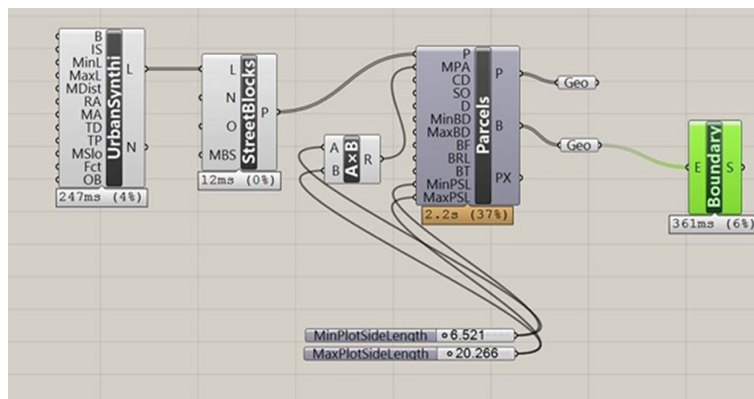 B
IS
MinL
MaxL
MDist
RA
MA
TD
TP
MSlo
Fct
OB
UrbanSynthi
L
N
247ms (4%)
L
N
O
MBS
StreetBlocks
P
12ms (0%)
A
B
A×B
R
P
MPA
CD
SO
D
MinBD
MaxBD
BF
BRL
BT
MinPSL
MaxPSL
Parcels
P
B
PX
2.2s (37%)
Geo
Geo
E
Boundary
S
361ms (6%)
MinPlotSideLength 6.521
MaxPlotSideLength 20.266